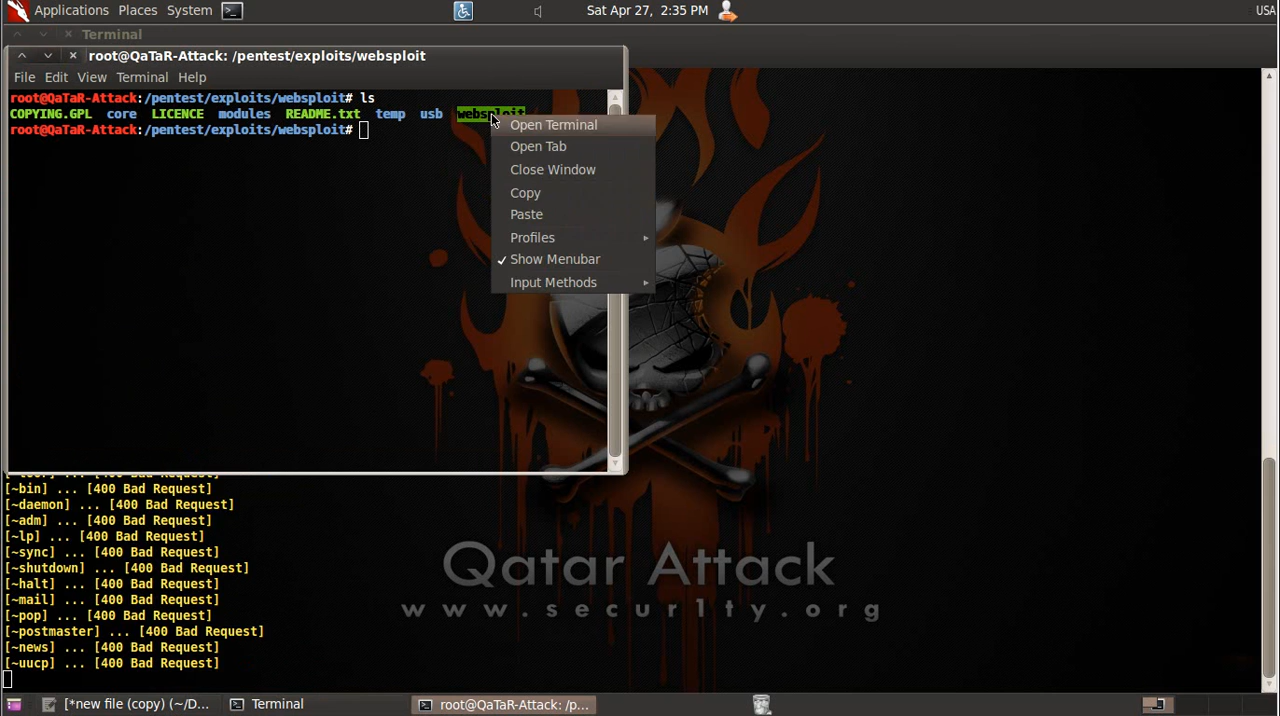 Applications Places System Sat Apr 27, 2:35 PM USA
Terminal
root@QaTaR-Attack: /pentest/exploits/websploit
File Edit View Terminal Help
root@QaTaR-Attack:/pentest/exploits/websploit# ls
COPYING.GPL core LICENCE modules README.txt temp usb websploit
root@QaTaR-Attack:/pentest/exploits/websploit#
Open Terminal
Open Tab
Close Window
Copy
Paste
Profiles
Show Menubar
Input Methods
[~bin] ... [400 Bad Request]
[~daemon] ... [400 Bad Request]
[~adm] ... [400 Bad Request]
[~lp] ... [400 Bad Request]
[~sync] ... [400 Bad Request]
[~shutdown] ... [400 Bad Request]
[~halt] ... [400 Bad Request]
[~mail] ... [400 Bad Request]
[~pop] ... [400 Bad Request]
[~postmaster] ... [400 Bad Request]
[~news] ... [400 Bad Request]
[~uucp] ... [400 Bad Request]
Qatar Attack
www.secur1ty.org
[*new file (copy) (~/D... Terminal root@QaTaR-Attack: /p...